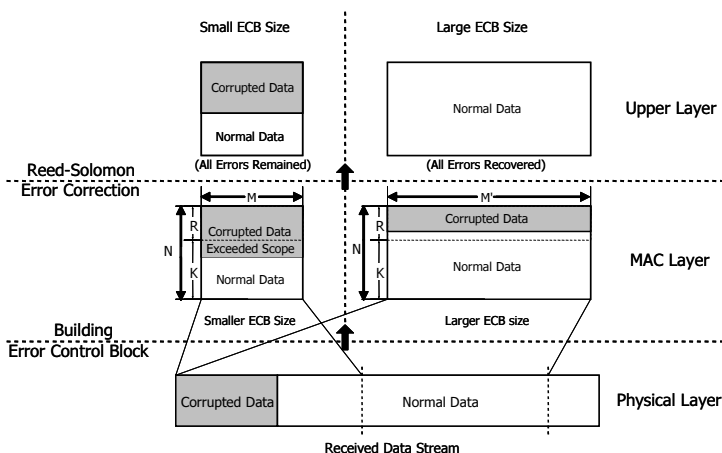 Small ECB Size
Large ECB Size
Corrupted Data
Normal Data
Normal Data
Upper Layer
(All Errors Remained)
(All Errors Recovered)
Reed-Solomon
Error Correction
M
M'
N
R
K
Corrupted Data
Exceeded Scope
Normal Data
N
R
K
Corrupted Data
Normal Data
MAC Layer
Smaller ECB Size
Larger ECB size
Building
Error Control Block
Corrupted Data
Normal Data
Physical Layer
Received Data Stream